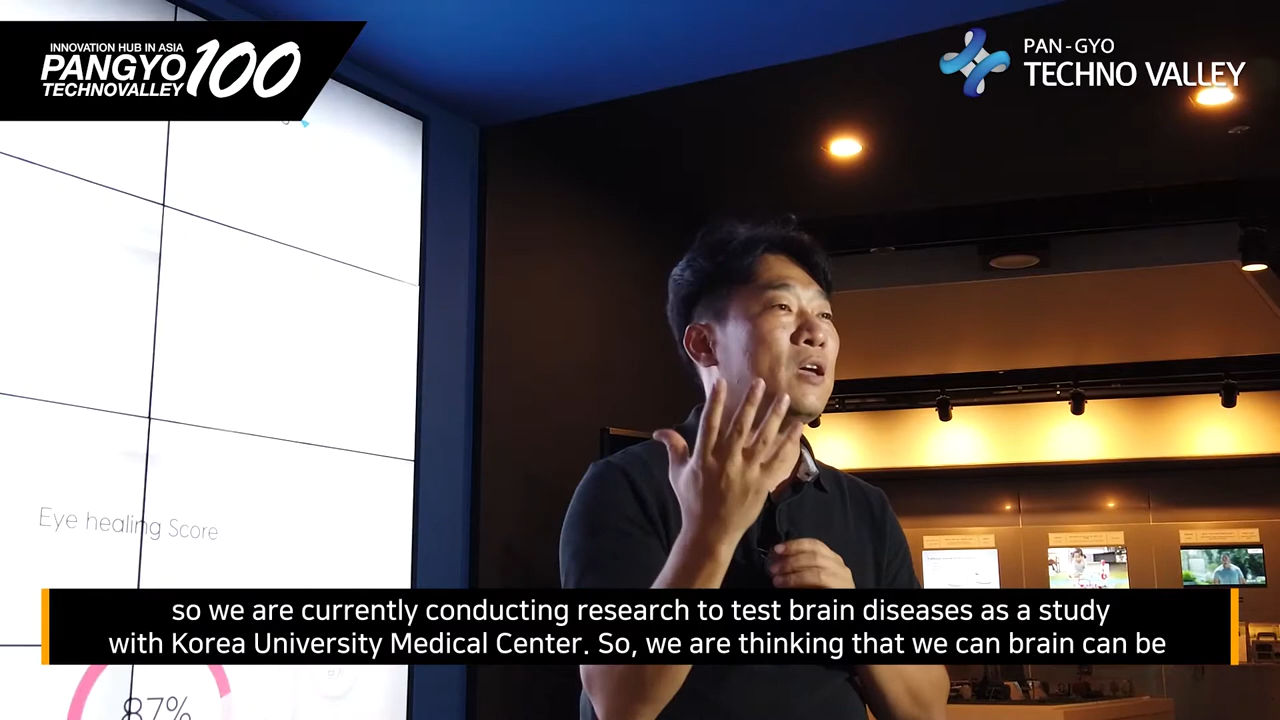 INNOVATION HUB IN ASIA
PANGYO
TECHNOVALLEY
100
PAN-GYO
TECHNO VALLEY
Eye healing Score
87%
so we are currently conducting research to test brain diseases as a study
with Korea University Medical Center. So, we are thinking that we can brain can be